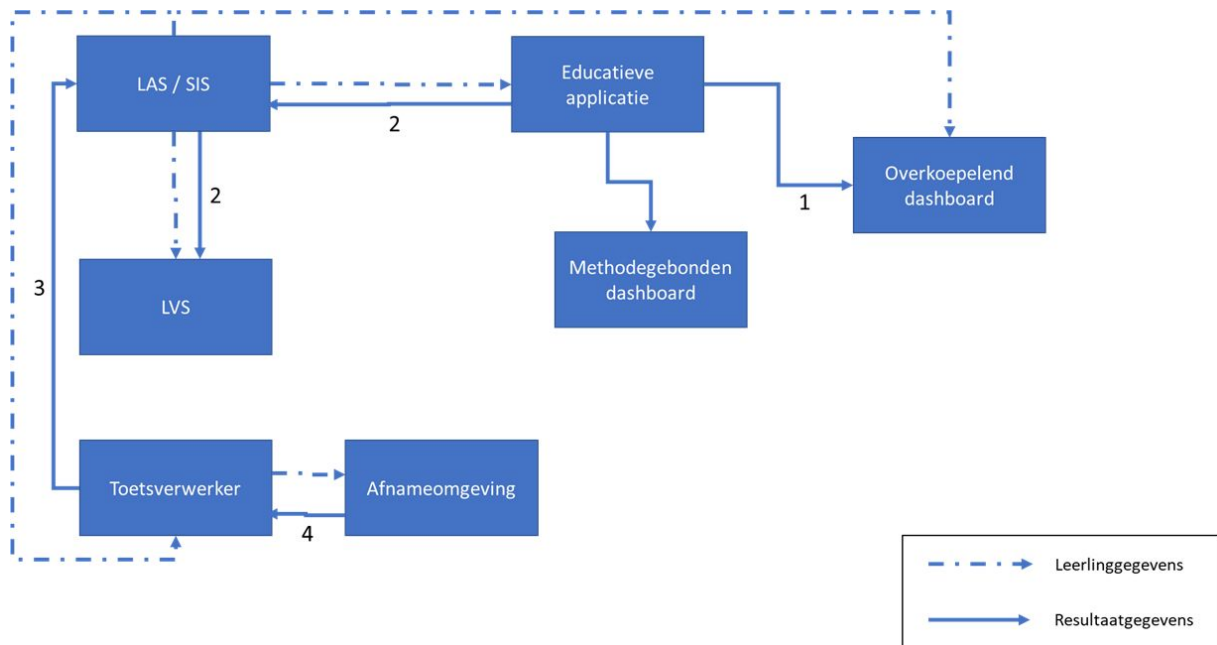 LAS / SIS
Educatieve
applicatie
2
2
1
Overkoepelend
dashboard
Methodegebonden
dashboard
3
LVS
Toetsverwerker
Afnameomgeving
4
Leerlinggegevens
Resultaatgegevens